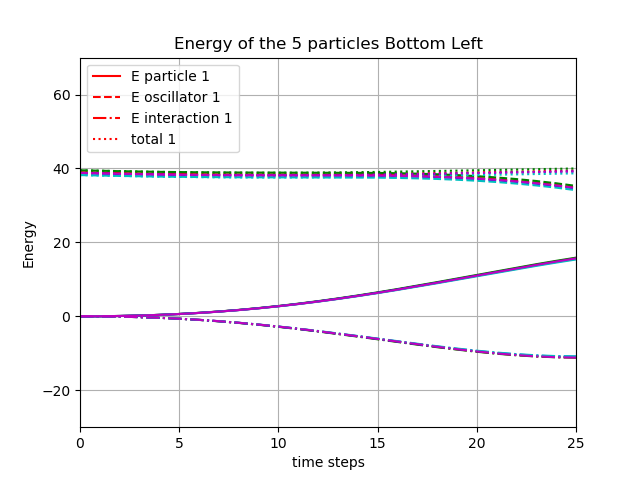 Energy of the 5 particles Bottom Left
E particle 1
E oscillator 1
E interaction 1
total 1
60
40
20
0
−20
Energy
0 5 10 15 20 25
time steps